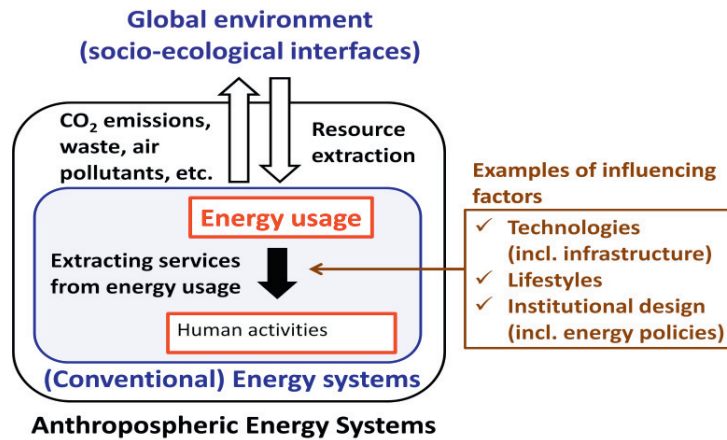 Global environment
(socio-ecological interfaces)
CO₂ emissions,
waste, air
pollutants, etc.
Resource
extraction
Energy usage
Extracting services
from energy usage
Human activities
(Conventional) Energy systems
Anthropospheric Energy Systems
Examples of influencing
factors
✓ Technologies
(incl. infrastructure)
✓ Lifestyles
✓ Institutional design
(incl. energy policies)